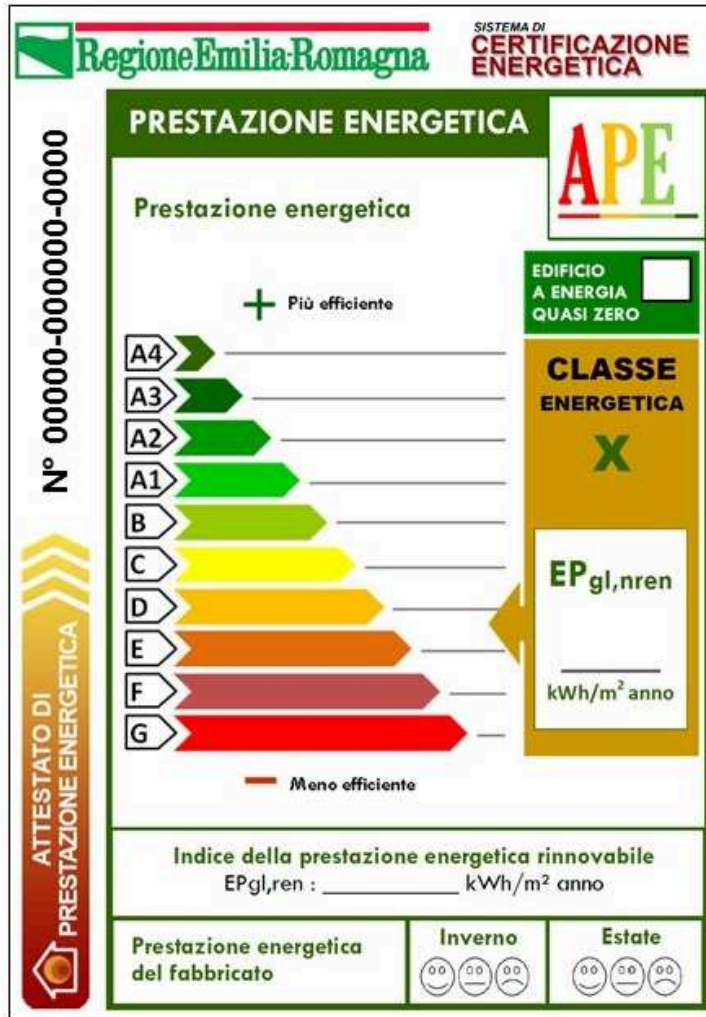 RegioneEmilia-Romagna
SISTEMA DI
CERTIFICAZIONE
ENERGETICA
N° 00000-000000-0000
ATTESTATO DI
PRESTAZIONE ENERGETICA
PRESTAZIONE ENERGETICA
APE
Prestazione energetica
+ Più efficiente
A4
A3
A2
A1
B
C
D
E
F
G
Meno efficiente
EDIFICIO
A ENERGIA
QUASI ZERO
CLASSE
ENERGETICA
X
EPgl,nren
kWh/m² anno
Indice della prestazione energetica rinnovabile
EPgl,ren : __________ kWh/m² anno
Prestazione energetica
del fabbricato
Inverno
Estate